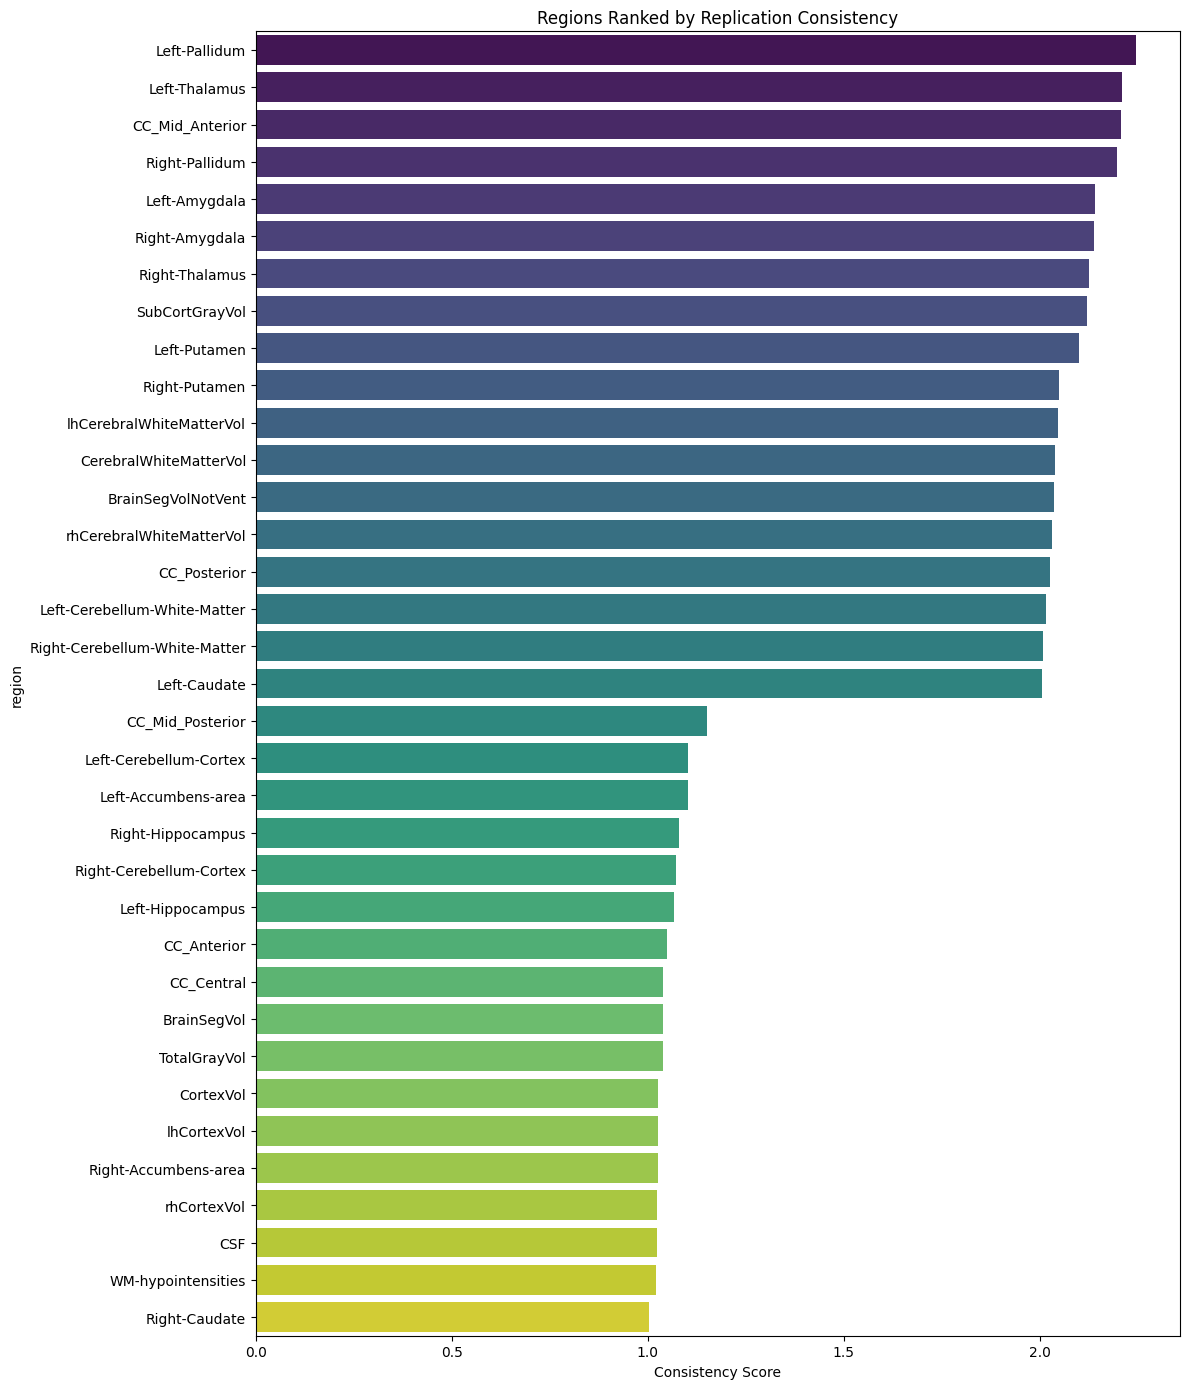 Regions Ranked by Replication Consistency
Left-Pallidum
Left-Thalamus
CC_Mid_Anterior
Right-Pallidum
Left-Amygdala
Right-Amygdala
Right-Thalamus
SubCortGrayVol
Left-Putamen
Right-Putamen
lhCerebralWhiteMatterVol
CerebralWhiteMatterVol
BrainSegVolNotVent
rhCerebralWhiteMatterVol
CC_Posterior
Left-Cerebellum-White-Matter
Right-Cerebellum-White-Matter
Left-Caudate
CC_Mid_Posterior
Left-Cerebellum-Cortex
Left-Accumbens-area
Right-Hippocampus
Right-Cerebellum-Cortex
Left-Hippocampus
CC_Anterior
CC_Central
BrainSegVol
TotalGrayVol
CortexVol
lhCortexVol
Right-Accumbens-area
rhCortexVol
CSF
WM-hypointensities
Right-Caudate
region
0.0 0.5 1.0 1.5 2.0
Consistency Score